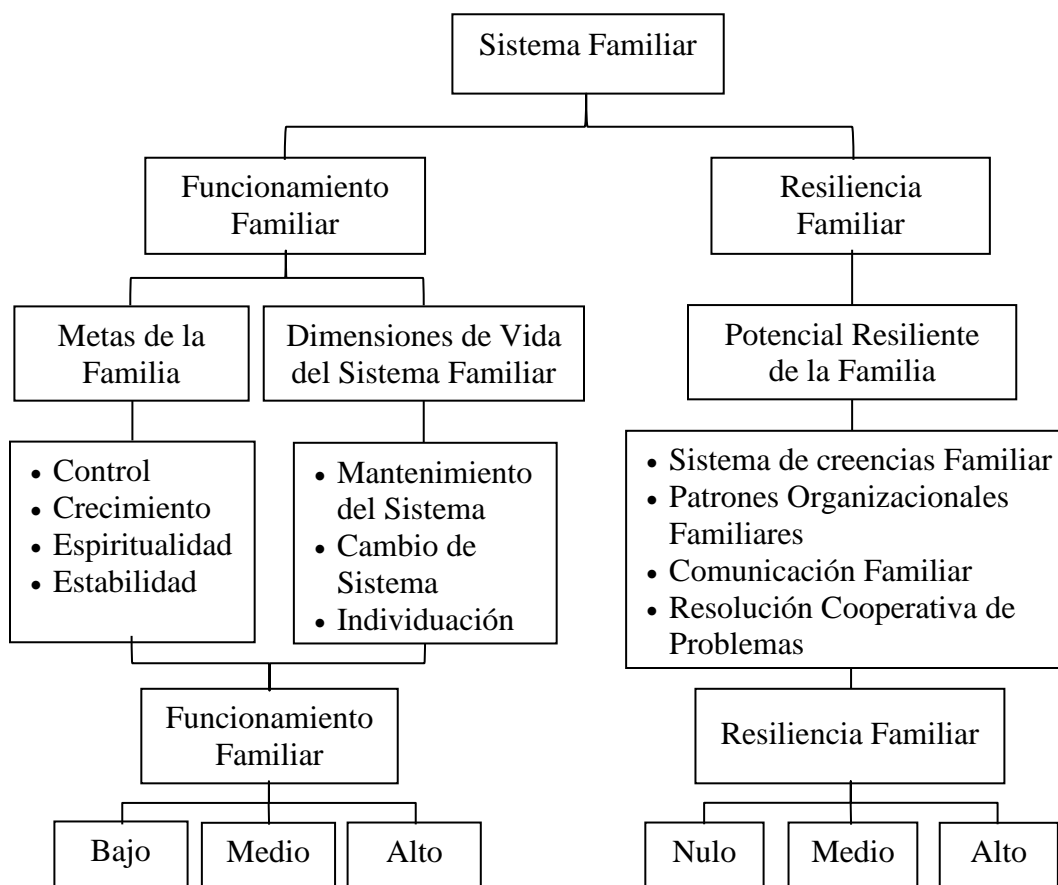 Sistema Familiar
Funcionamiento
Familiar
Resiliencia
Familiar
Metas de la
Familia
Dimensiones de Vida
del Sistema Familiar
Potencial Resiliente
de la Familia
• Control
• Crecimiento
• Espiritualidad
• Estabilidad
• Mantenimiento
del Sistema
• Cambio de
Sistema
• Individuación
• Sistema de creencias Familiar
• Patrones Organizacionales
Familiares
• Comunicación Familiar
• Resolución Cooperativa de
Problemas
Funcionamiento
Familiar
Resiliencia Familiar
Bajo
Medio
Alto
Nulo
Medio
Alto